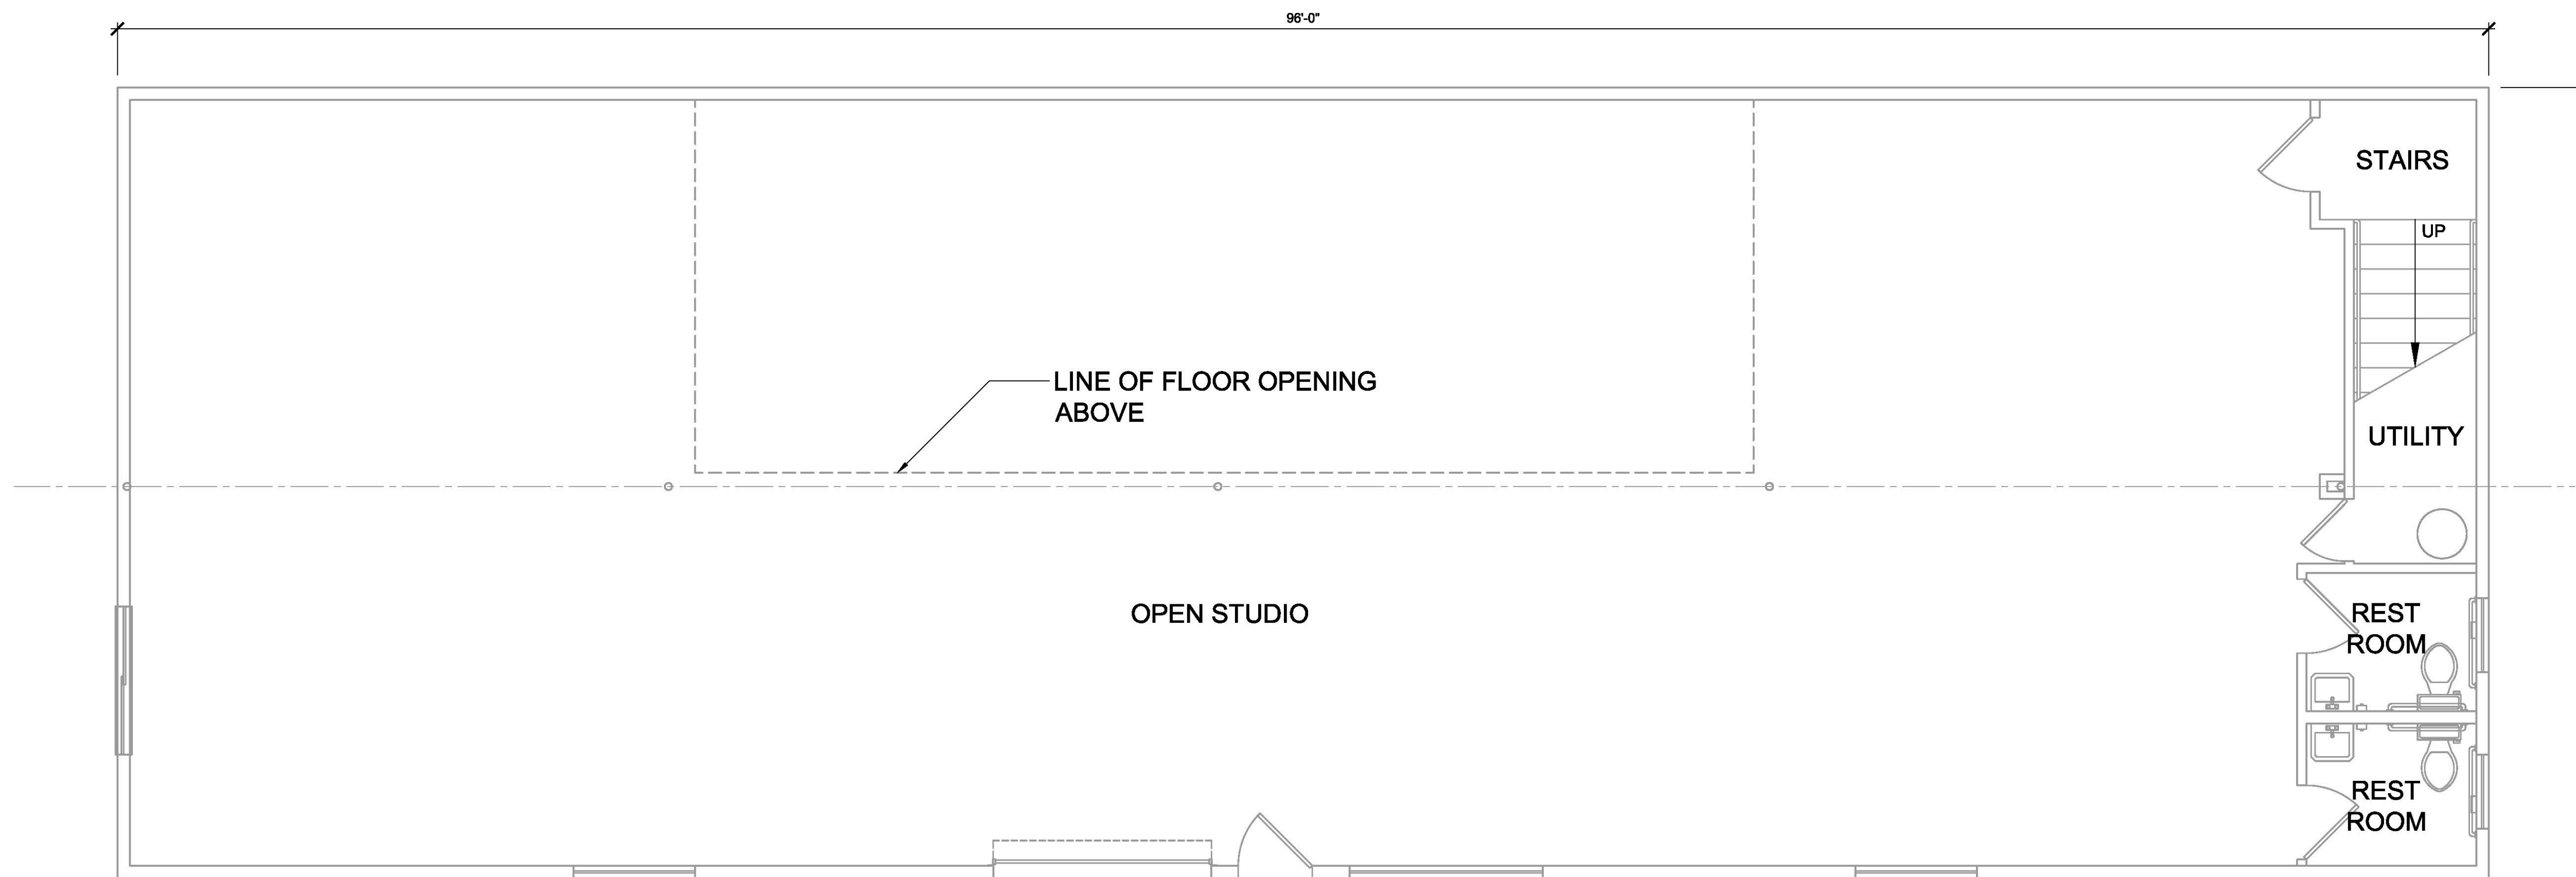 96'-0"
STAIRS
UP
LINE OF FLOOR OPENING
ABOVE
UTILITY
OPEN STUDIO
REST
ROOM
REST
ROOM